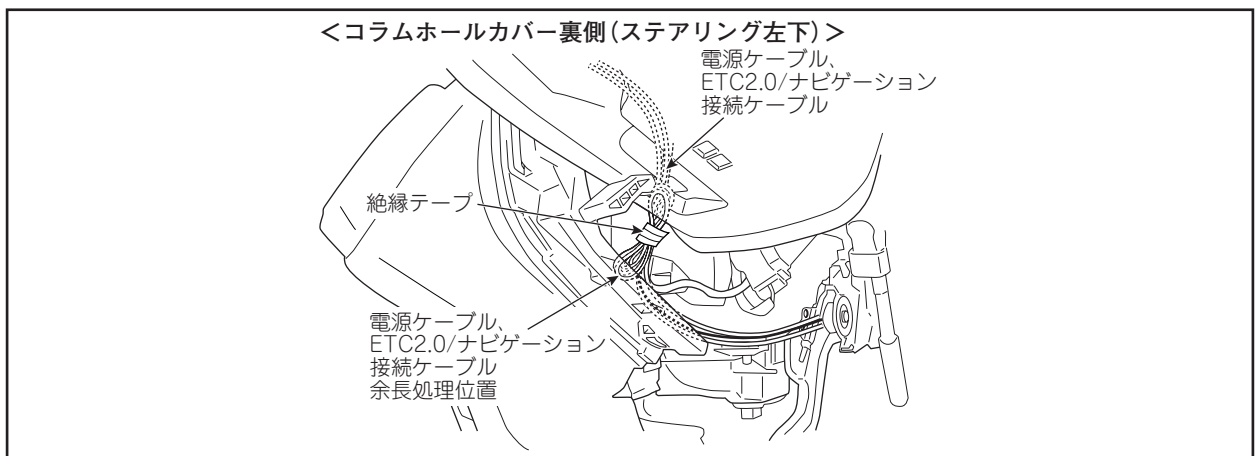 ＜コラムホールカバー裏側(ステアリング左下)＞
電源ケーブル、
ETC2.0/ナビゲーション
接続ケーブル
絶縁テープ
電源ケーブル、
ETC2.0/ナビゲーション
接続ケーブル
余長処理位置